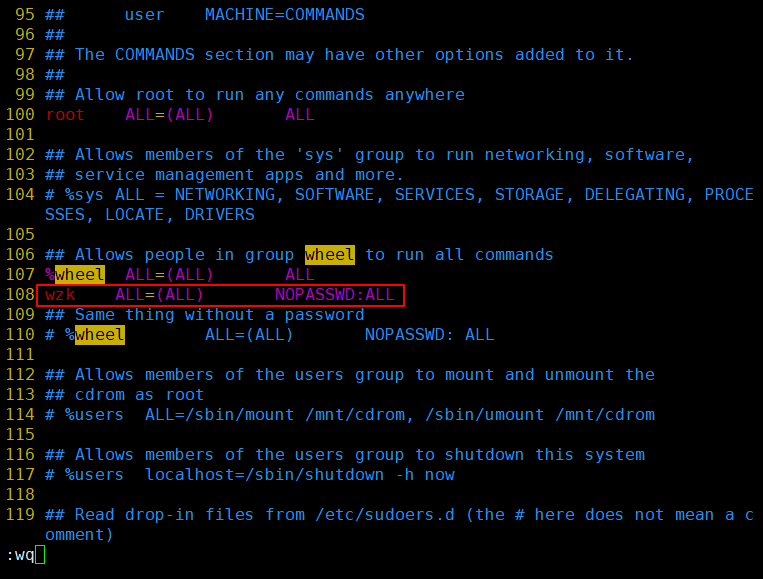 95 ##      user    MACHINE=COMMANDS
96 ##
97 ## The COMMANDS section may have other options added to it.
98 ##
99 ## Allow root to run any commands anywhere
100 root    ALL=(ALL)       ALL
101
102 ## Allows members of the 'sys' group to run networking, software,
103 ## service management apps and more.
104 # %sys ALL = NETWORKING, SOFTWARE, SERVICES, STORAGE, DELEGATING, PROCE
SSES, LOCATE, DRIVERS
105
106 ## Allows people in group wheel to run all commands
107 %wheel  ALL=(ALL)       ALL
108 wzk    ALL=(ALL)       NOPASSWD:ALL
109 ## Same thing without a password
110 # %wheel        ALL=(ALL)       NOPASSWD: ALL
111
112 ## Allows members of the users group to mount and unmount the
113 ## cdrom as root
114 # %users  ALL=/sbin/mount /mnt/cdrom, /sbin/umount /mnt/cdrom
115
116 ## Allows members of the users group to shutdown this system
117 # %users  localhost=/sbin/shutdown -h now
118
119 ## Read drop-in files from /etc/sudoers.d (the # here does not mean a c
omment)
:wq